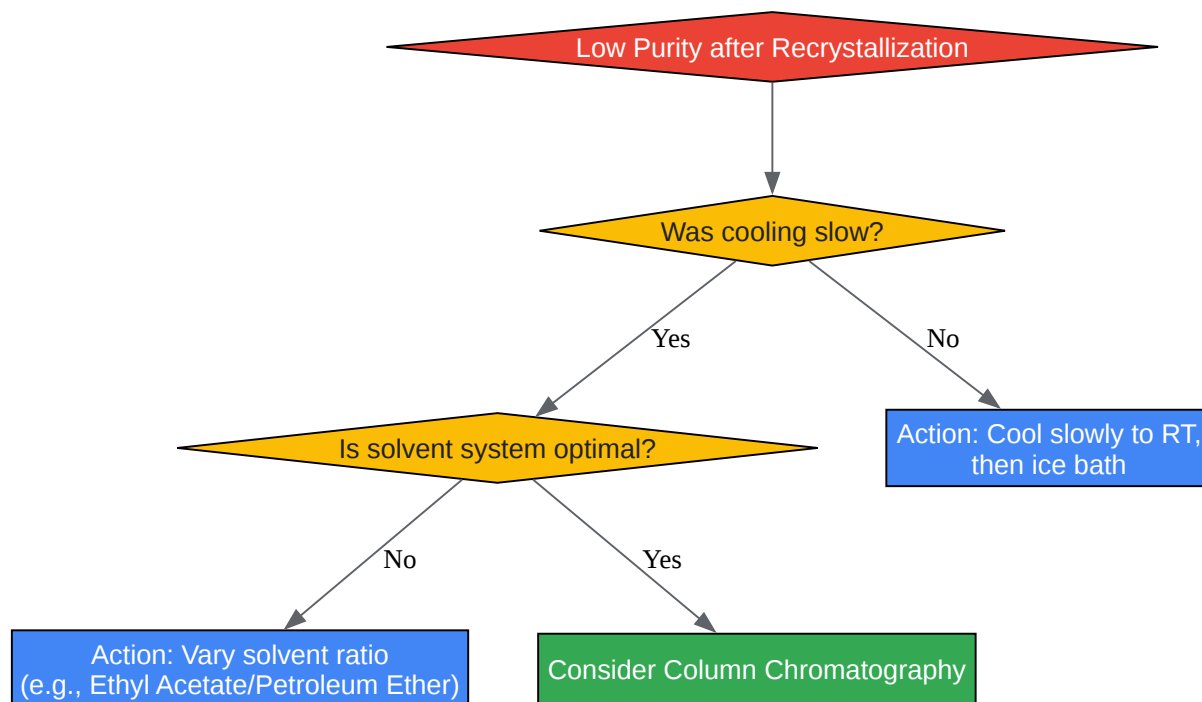 Low Purity after Recrystallization
Was cooling slow?
Yes
No
Is solvent system optimal?
Action: Cool slowly to RT,
then ice bath
No
Yes
Action: Vary solvent ratio
(e.g., Ethyl Acetate/Petroleum Ether)
Consider Column Chromatography